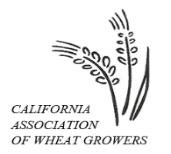 CALIFORNIA
ASSOCIATION
OF WHEAT GROWERS